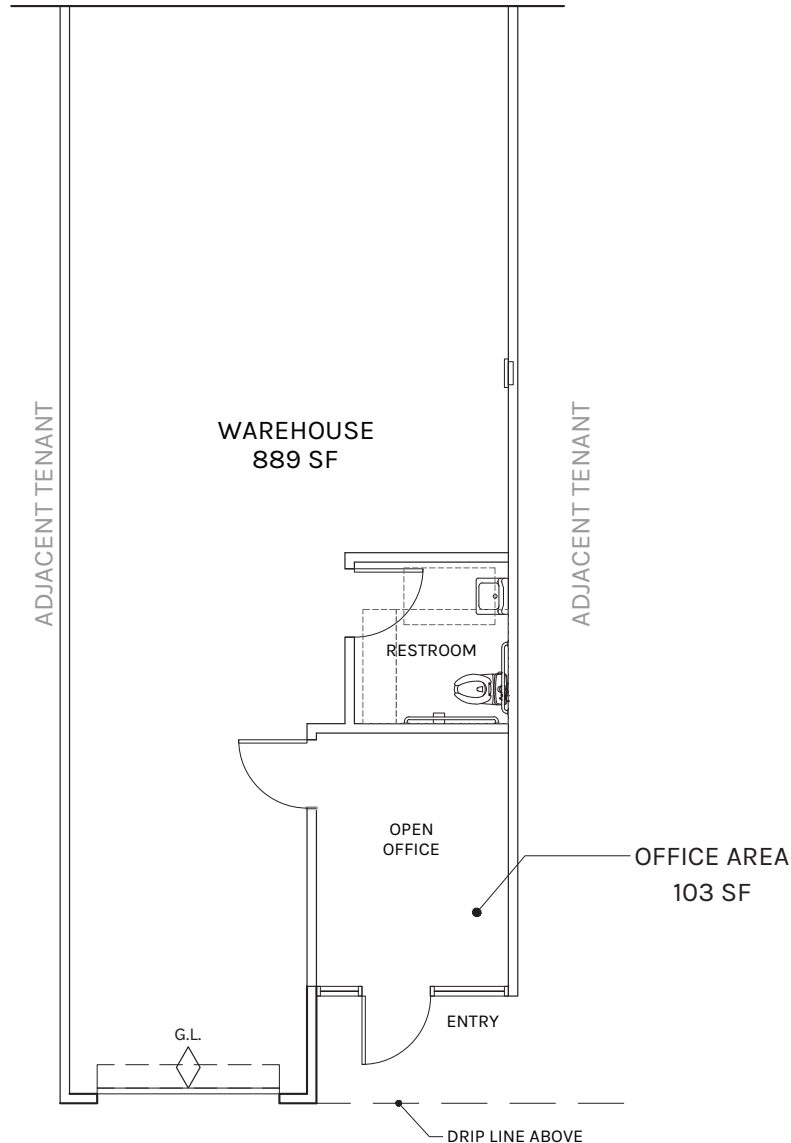 ADJACENT TENANT
WAREHOUSE
889 SF
ADJACENT TENANT
RESTROOM
OPEN
OFFICE
OFFICE AREA
103 SF
ENTRY
G.L.
DRIP LINE ABOVE